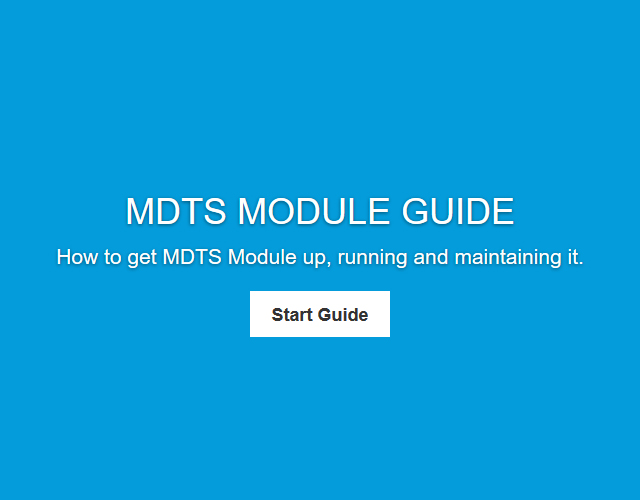 MDTS MODULE GUIDE
How to get MDTS Module up, running and maintaining it.
Start Guide